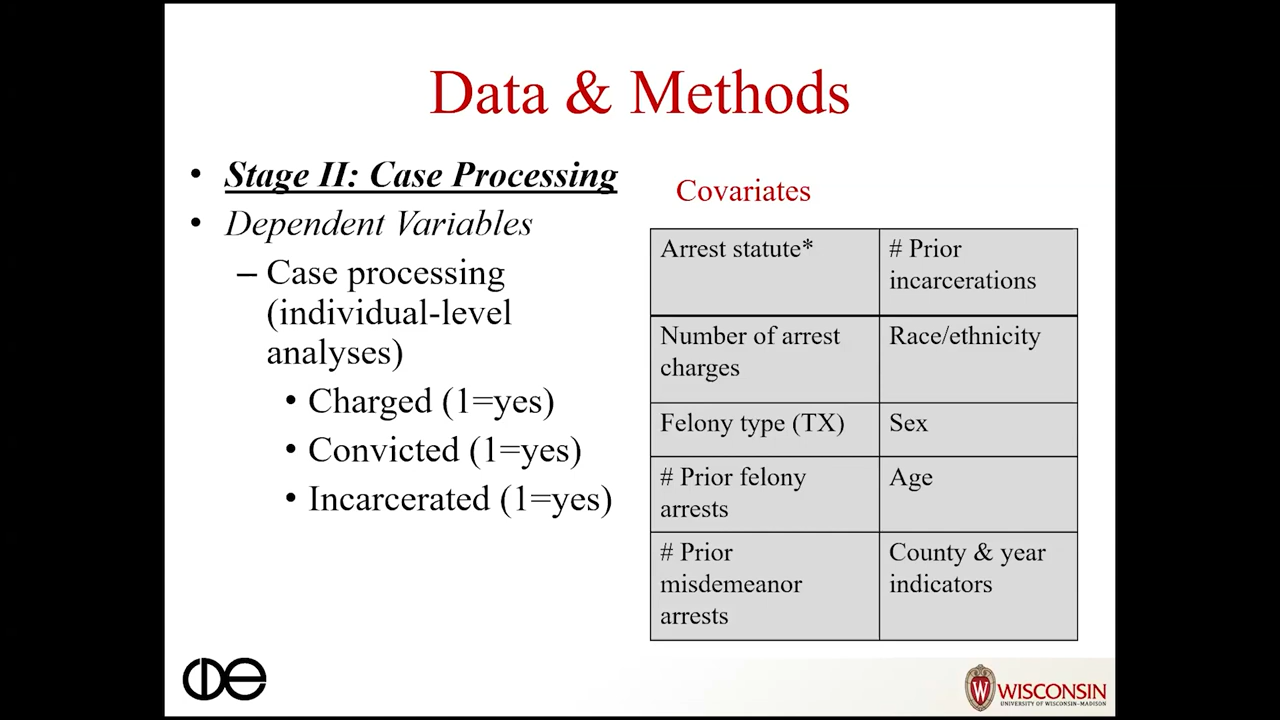 Data & Methods
• Stage II: Case Processing
• Dependent Variables
– Case processing
(individual-level
analyses)
• Charged (1=yes)
• Convicted (1=yes)
• Incarcerated (1=yes)
Covariates
Arrest statute*
# Prior
incarcerations
Number of arrest
charges
Race/ethnicity
Felony type (TX)
Sex
# Prior felony
arrests
Age
# Prior
misdemeanor
arrests
County & year
indicators
cde
W
WISCONSIN
UNIVERSITY OF WISCONSIN–MADISON